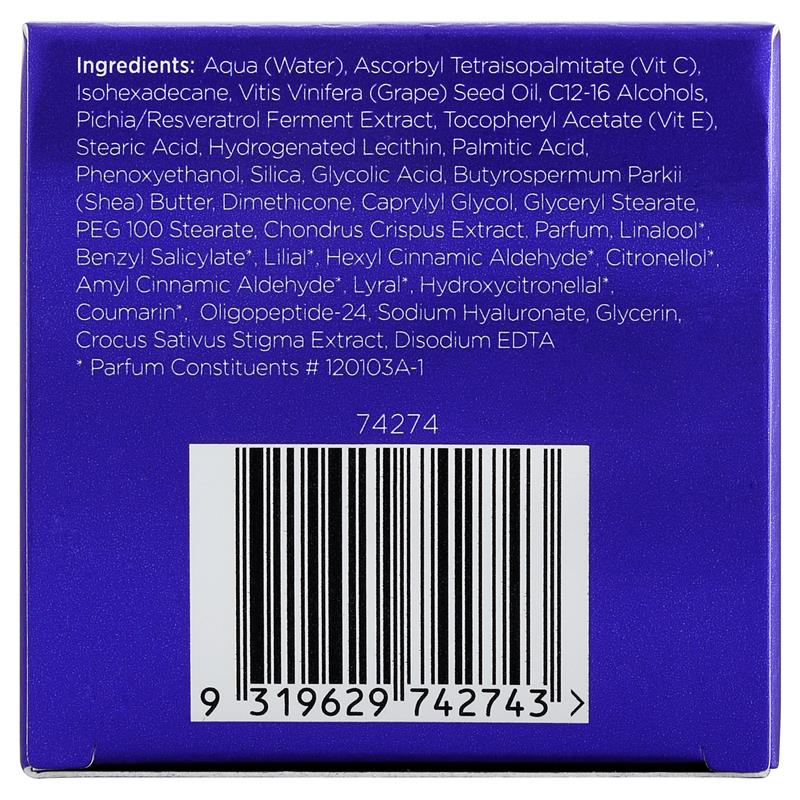 Ingredients: Aqua (Water), Ascorbyl Tetraisopalmitate (Vit C),
Isohexadecane, Vitis Vinifera (Grape) Seed Oil, C12-16 Alcohols,
Pichia/Resveratrol Ferment Extract, Tocopheryl Acetate (Vit E),
Stearic Acid, Hydrogenated Lecithin, Palmitic Acid,
Phenoxyethanol, Silica, Glycolic Acid, Butyrospermum Parkii
(Shea) Butter, Dimethicone, Caprylyl Glycol, Glyceryl Stearate,
PEG 100 Stearate, Chondrus Crispus Extract, Parfum, Linalool*,
Benzyl Salicylate*, Lilial*, Hexyl Cinnamic Aldehyde*, Citronellol*,
Amyl Cinnamic Aldehyde*, Lyral*, Hydroxycitronellal*,
Coumarin*, Oligopeptide-24, Sodium Hyaluronate, Glycerin,
Crocus Sativus Stigma Extract, Disodium EDTA
* Parfum Constituents # 120103A-1
74274
9 319629 742743 >